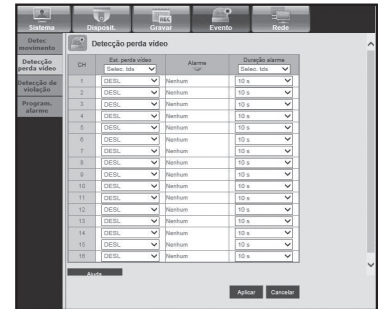 Sistema Disposit. Gravar Evento Rede
REC
Detec movimento
Detecção perda vídeo
Detecção de violação
Program. alarme
Detecção perda vídeo
CH Est. perda vídeo Alarme Duração alarme
Selec. tds Selec. tds
1 DESL. Nenhum 10 s
2 DESL. Nenhum 10 s
3 DESL. Nenhum 10 s
4 DESL. Nenhum 10 s
5 DESL. Nenhum 10 s
6 DESL. Nenhum 10 s
7 DESL. Nenhum 10 s
8 DESL. Nenhum 10 s
9 DESL. Nenhum 10 s
10 DESL. Nenhum 10 s
11 DESL. Nenhum 10 s
12 DESL. Nenhum 10 s
13 DESL. Nenhum 10 s
14 DESL. Nenhum 10 s
15 DESL. Nenhum 10 s
16 DESL. Nenhum 10 s
Ajuda
Aplicar Cancelar